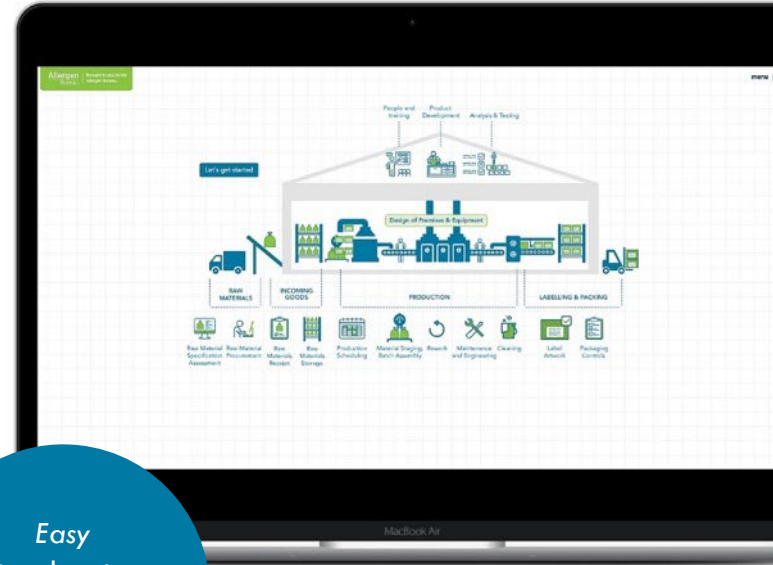 Allergen
Bureau
menu
People and
training
Product
Development
Analysis & Testing
Let's get started
Design of Premises & Equipment
RAW
MATERIALS
INCOMING
GOODS
PRODUCTION
LABELLING & PACKING
Raw Material
Specification
Assessment
Raw Material
Procurement
Raw
Materials
Receipt
Raw
Materials
Storage
Production
Scheduling
Material Staging,
Batch Assembly
Rework
Maintenance
and Engineering
Cleaning
Label
Artwork
Packaging
Controls
MacBook Air
Easy